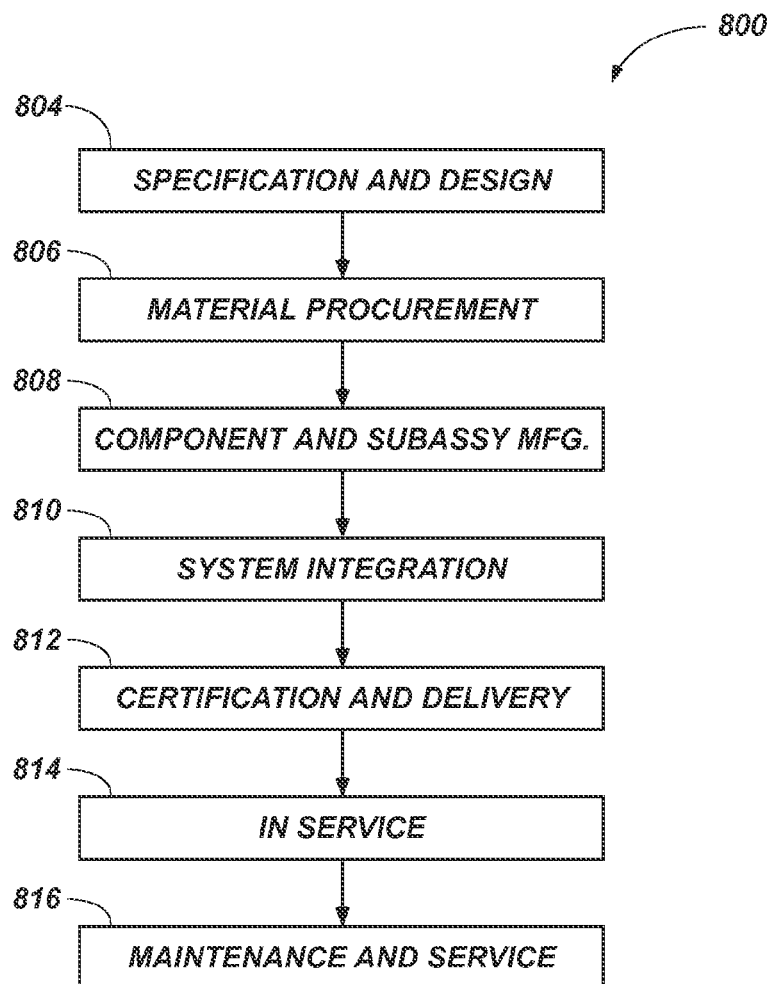 800
804
SPECIFICATION AND DESIGN
806
MATERIAL PROCUREMENT
808
COMPONENT AND SUBASSY MFG.
810
SYSTEM INTEGRATION
812
CERTIFICATION AND DELIVERY
814
IN SERVICE
816
MAINTENANCE AND SERVICE